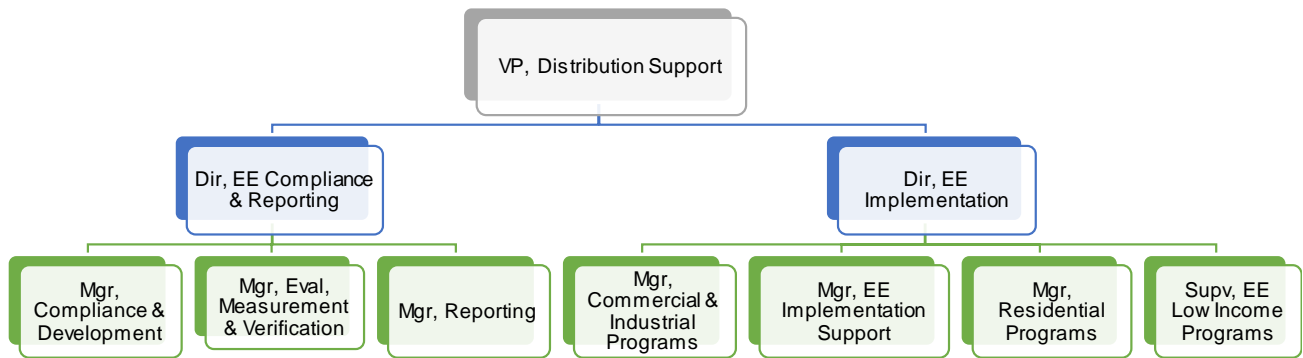 VP, Distribution Support
Dir, EE Compliance
& Reporting
Dir, EE
Implementation
Mgr,
Compliance &
Development
Mgr, Eval,
Measurement
& Verification
Mgr, Reporting
Mgr,
Commercial &
Industrial
Programs
Mgr, EE
Implementation
Support
Mgr,
Residential
Programs
Supv, EE
Low Income
Programs